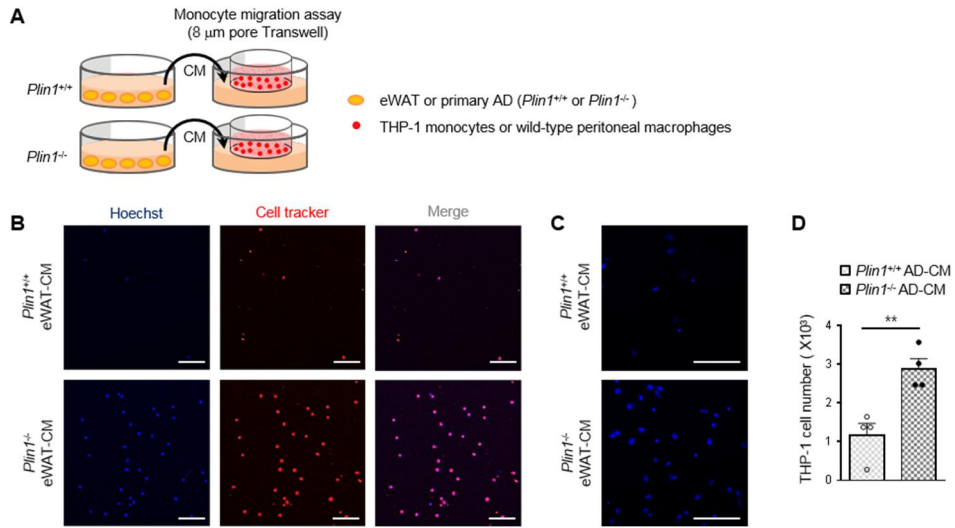 A
Monocyte migration assay
(8 μm pore Transwell)
Plin1+/+
CM
Plin1-/-
CM
eWAT or primary AD (Plin1+/+ or Plin1-/-)
THP-1 monocytes or wild-type peritoneal macrophages
B
Hoechst
Cell tracker
Merge
Plin1+/+
eWAT-CM
Plin1-/-
eWAT-CM
C
Plin1+/+
eWAT-CM
Plin1-/-
eWAT-CM
D
Plin1+/+ AD-CM
Plin1-/- AD-CM
THP-1 cell number ( X10³)
**
4
3
2
1
0